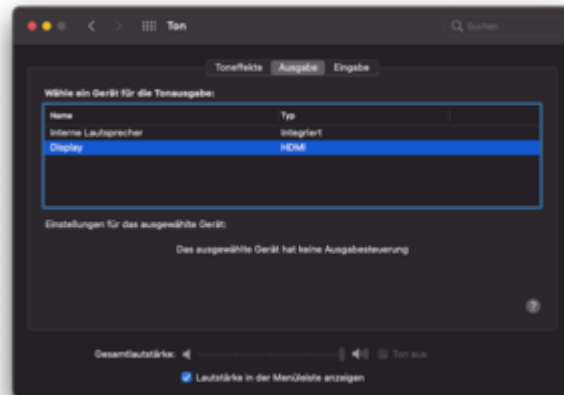 Ton
Suchen
Toneffekte Ausgabe Eingabe
Wähle ein Gerät für die Tonausgabe:
Name Typ
Interne Lautsprecher Integriert
Display HDMI
Einstellungen für das ausgewählte Gerät:
Das ausgewählte Gerät hat keine Ausgabesteuerung
?
Gesamtlautstärke: Ton aus
Lautstärke in der Menüleiste anzeigen